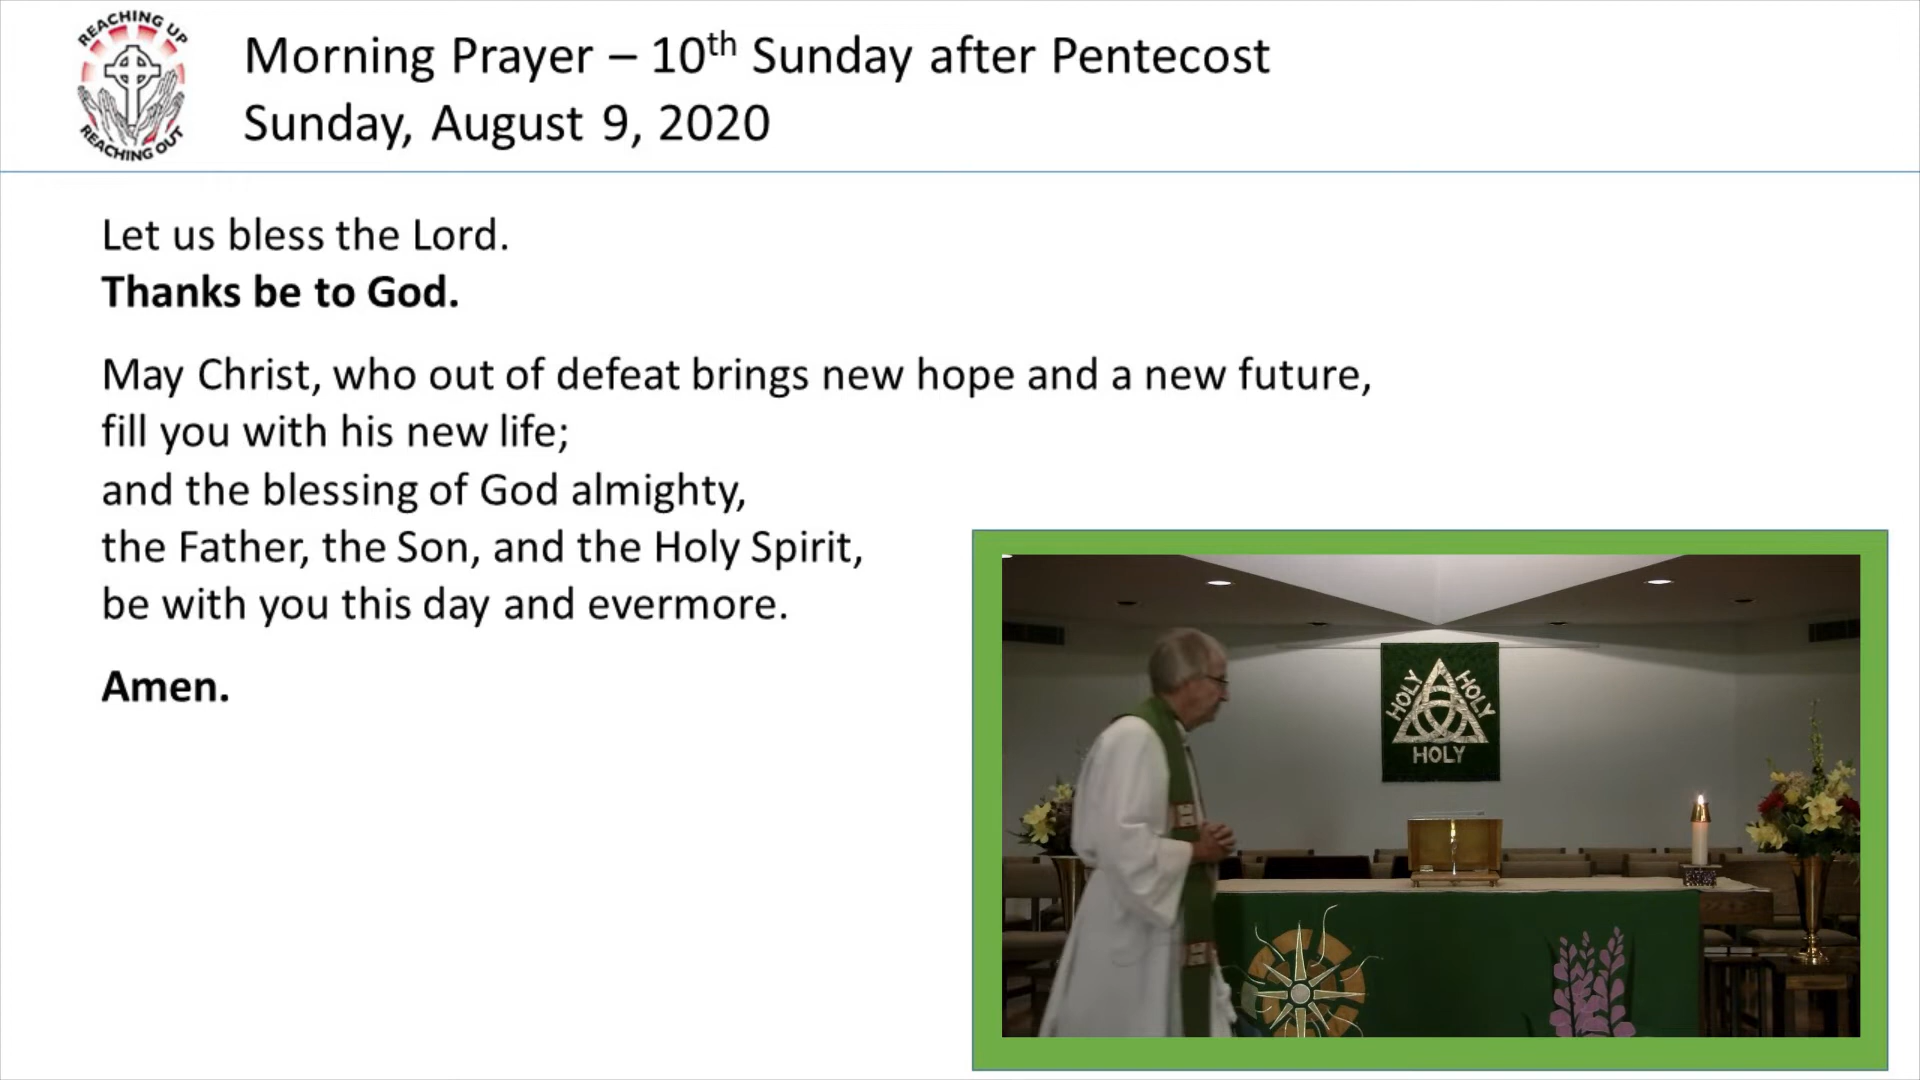 REACHING UP
REACHING OUT
Morning Prayer – 10th Sunday after Pentecost
Sunday, August 9, 2020
Let us bless the Lord.
Thanks be to God.
May Christ, who out of defeat brings new hope and a new future,
fill you with his new life;
and the blessing of God almighty,
the Father, the Son, and the Holy Spirit,
be with you this day and evermore.
Amen.
HOLY HOLY
HOLY